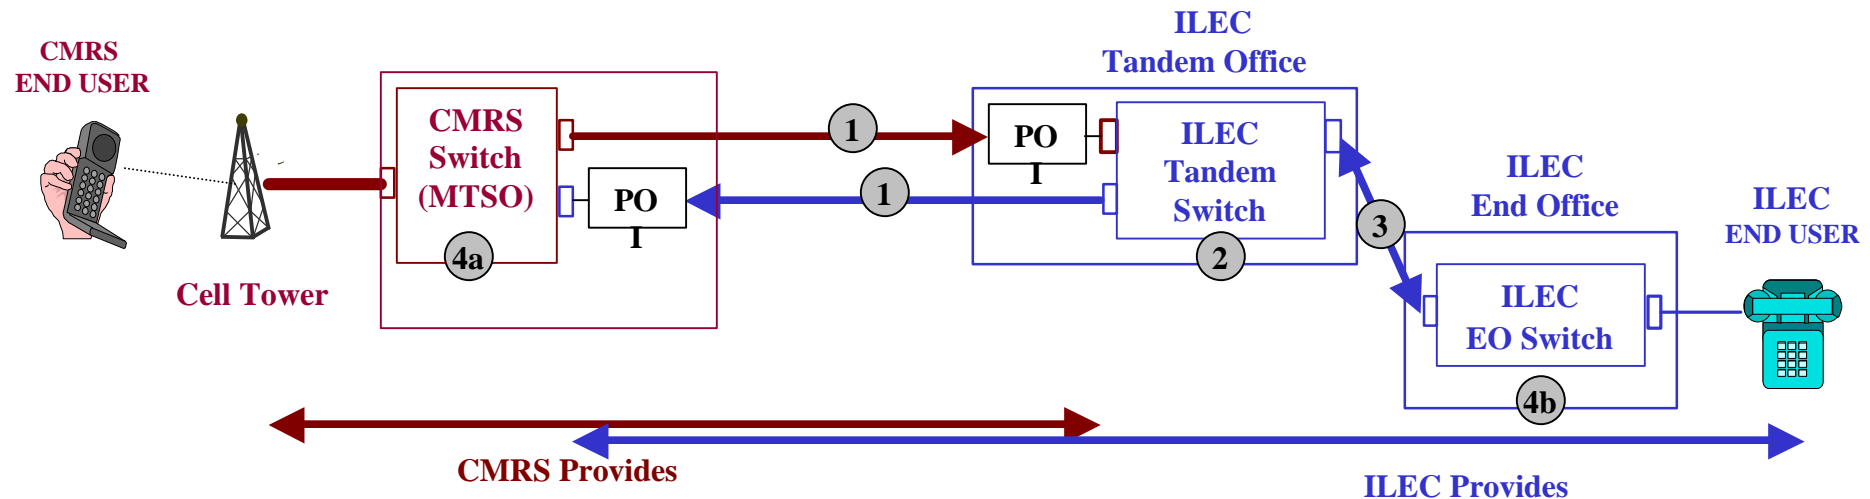 CMRS
END USER
Cell Tower
CMRS
Switch
(MTSO)
4a
PO
I
1
1
ILEC
Tandem Office
PO
I
ILEC
Tandem
Switch
2
3
ILEC
End Office
ILEC
EO Switch
4b
ILEC
END USER
CMRS Provides
ILEC Provides